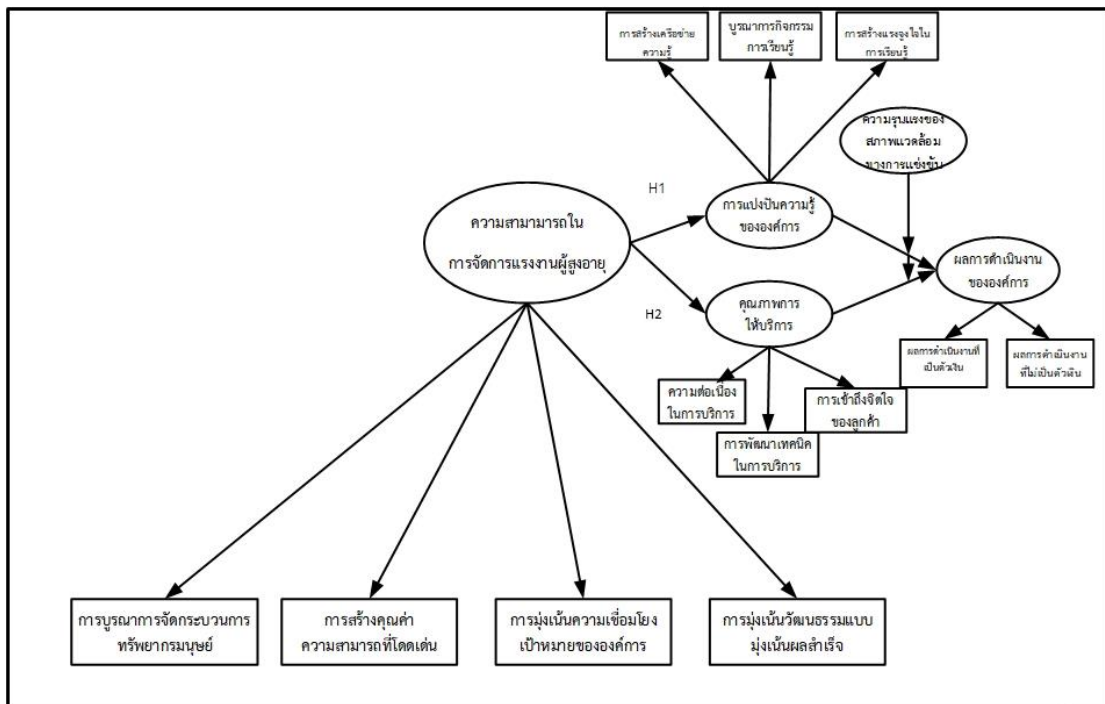 การสร้างเครือข่าย
ความรู้
บูรณาการกิจกรรม
การเรียนรู้
การสร้างแรงจูงใจใน
การเรียนรู้
ความรุนแรงของ
สภาพแวดล้อม
ทางการแข่งขัน
H1
การแบ่งปันความรู้
ขององค์การ
ความสามามารถใน
การจัดการแรงงานผู้สูงอายุ
ผลการดำเนินงาน
ขององค์การ
H2
คุณภาพการ
ให้บริการ
ผลการดำเนินงานที่
เป็นตัวเงิน
ผลการดำเนินงาน
ที่ไม่เป็นตัวเงิน
ความต่อเนื่อง
ในการบริการ
การเข้าถึงจิตใจ
ของลูกค้า
การพัฒนาเทคนิค
ในการบริการ
การบูรณาการจัดกระบวนการ
ทรัพยากรมนุษย์
การสร้างคุณค่า
ความสามารถที่โดดเด่น
การมุ่งเน้นความเชื่อมโยง
เป้าหมายขององค์การ
การมุ่งเน้นวัฒนธรรมแบบ
มุ่งเน้นผลสำเร็จ